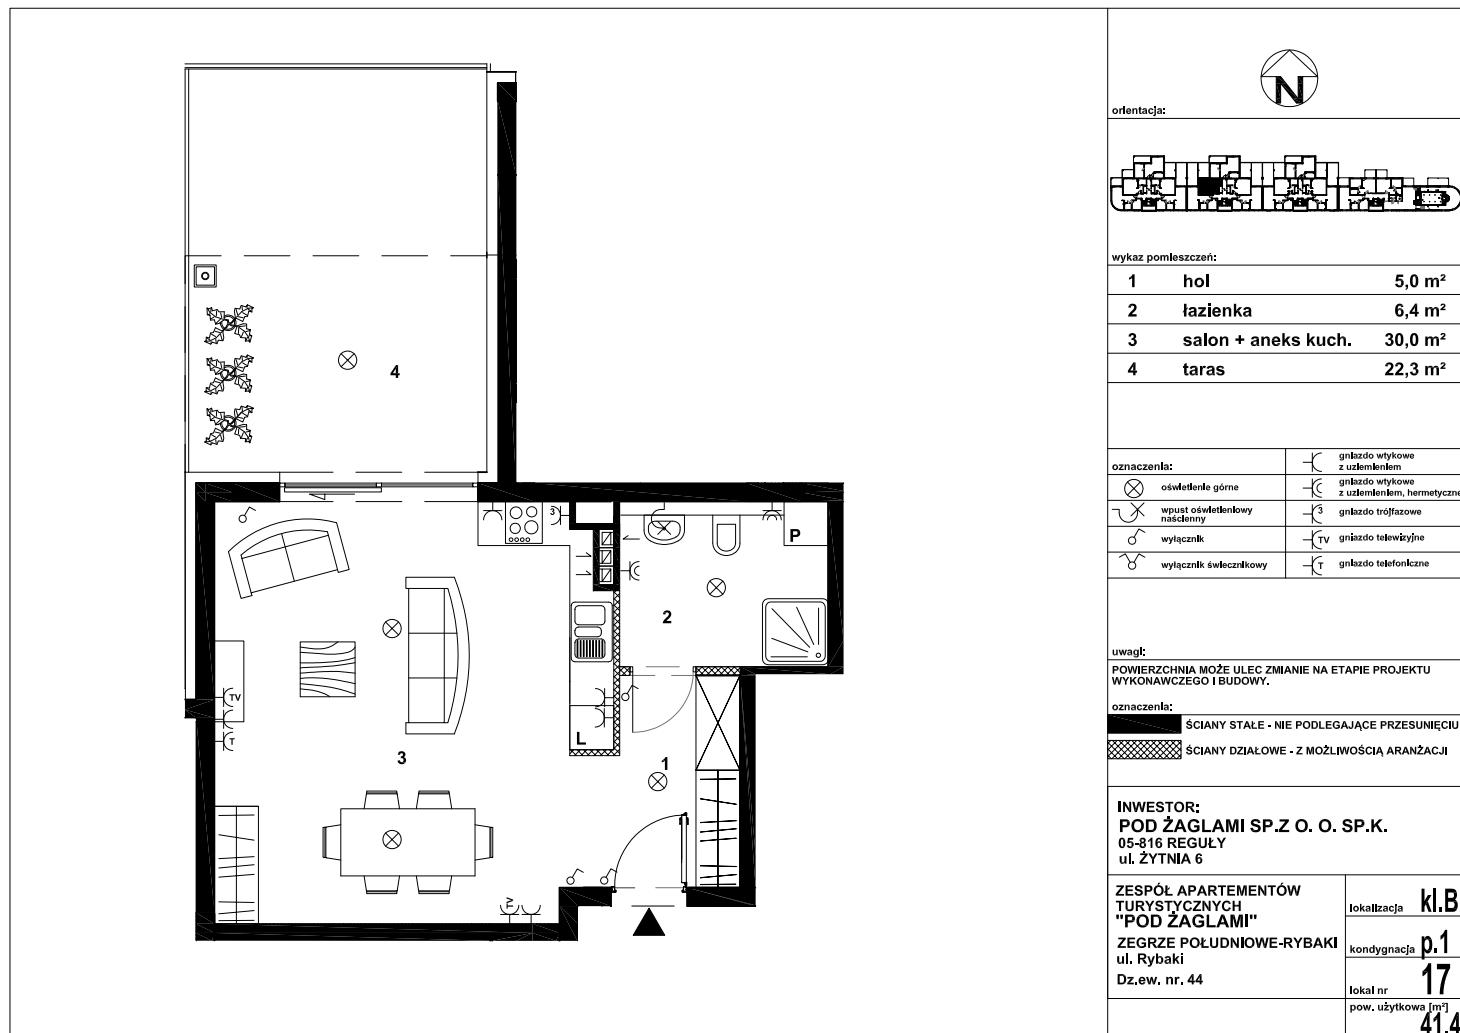 N
orientacja:
wykaz pomieszczeń:
1 hol 5,0 m²
2 łazienka 6,4 m²
3 salon + aneks kuch. 30,0 m²
4 taras 22,3 m²
oznaczenia:
gniazdo wtykowe
z uziemieniem
oświetlenie górne
gniazdo wtykowe
z uziemieniem, hermetyczne
wpust oświetleniowy
naścienny
3 gniazdo trójfazowe
wyłącznik
TV gniazdo telewizyjne
wyłącznik świecznikowy
T gniazdo telefoniczne
uwagi:
POWIERZCHNIA MOŻE ULEC ZMIANIE NA ETAPIE PROJEKTU
WYKONAWCZEGO I BUDOWY.
oznaczenia:
ŚCIANY STAŁE - NIE PODLEGAJĄCE PRZESUNIĘCIU
ŚCIANY DZIAŁOWE - Z MOŻLIWOŚCIĄ ARANŻACJI
INWESTOR:
POD ŻAGLAMI SP.Z O. O. SP.K.
05-816 REGUŁY
ul. ŻYTNIA 6
ZESPÓŁ APARTEMENTÓW
TURYSTYCZNYCH
"POD ŻAGLAMI"
ZEGRZE POŁUDNIOWE-RYBAKI
ul. Rybaki
Dz.ew. nr. 44
lokalizacja kl.B
kondygnacja p.1
lokal nr 17
pow. użytkowa [m²]
41.4
4
3
P
2
TV
T
L
3
1
TV